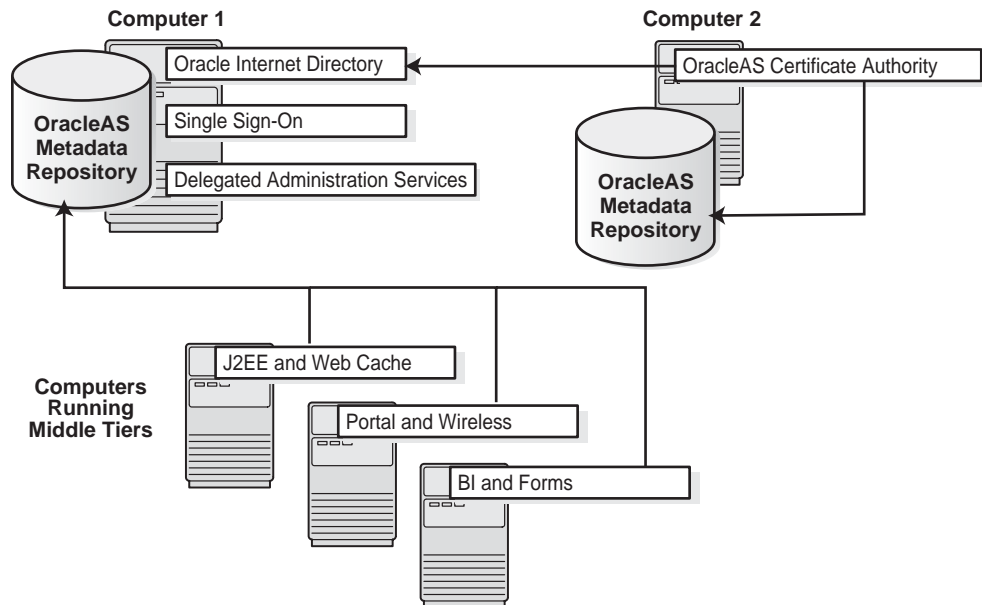 Computer 1
Computer 2
Oracle Internet Directory
OracleAS Certificate Authority
OracleAS
Metadata
Repository
Single Sign-On
Delegated Administration Services
OracleAS
Metadata
Repository
J2EE and Web Cache
Computers
Running
Middle Tiers
Portal and Wireless
BI and Forms